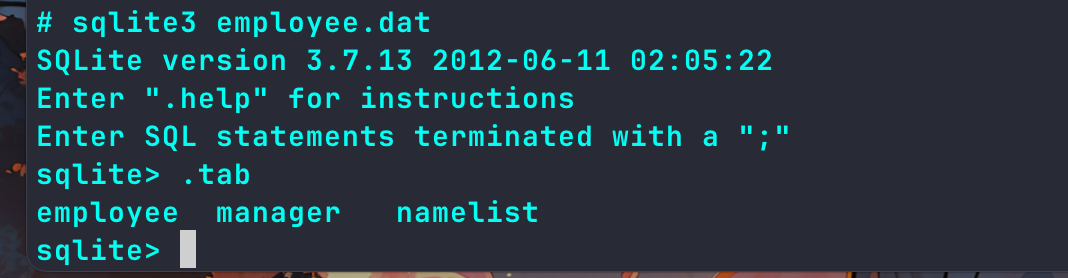 # sqlite3 employee.dat
SQLite version 3.7.13 2012-06-11 02:05:22
Enter ".help" for instructions
Enter SQL statements terminated with a ";"
sqlite> .tab
employee  manager   namelist
sqlite>